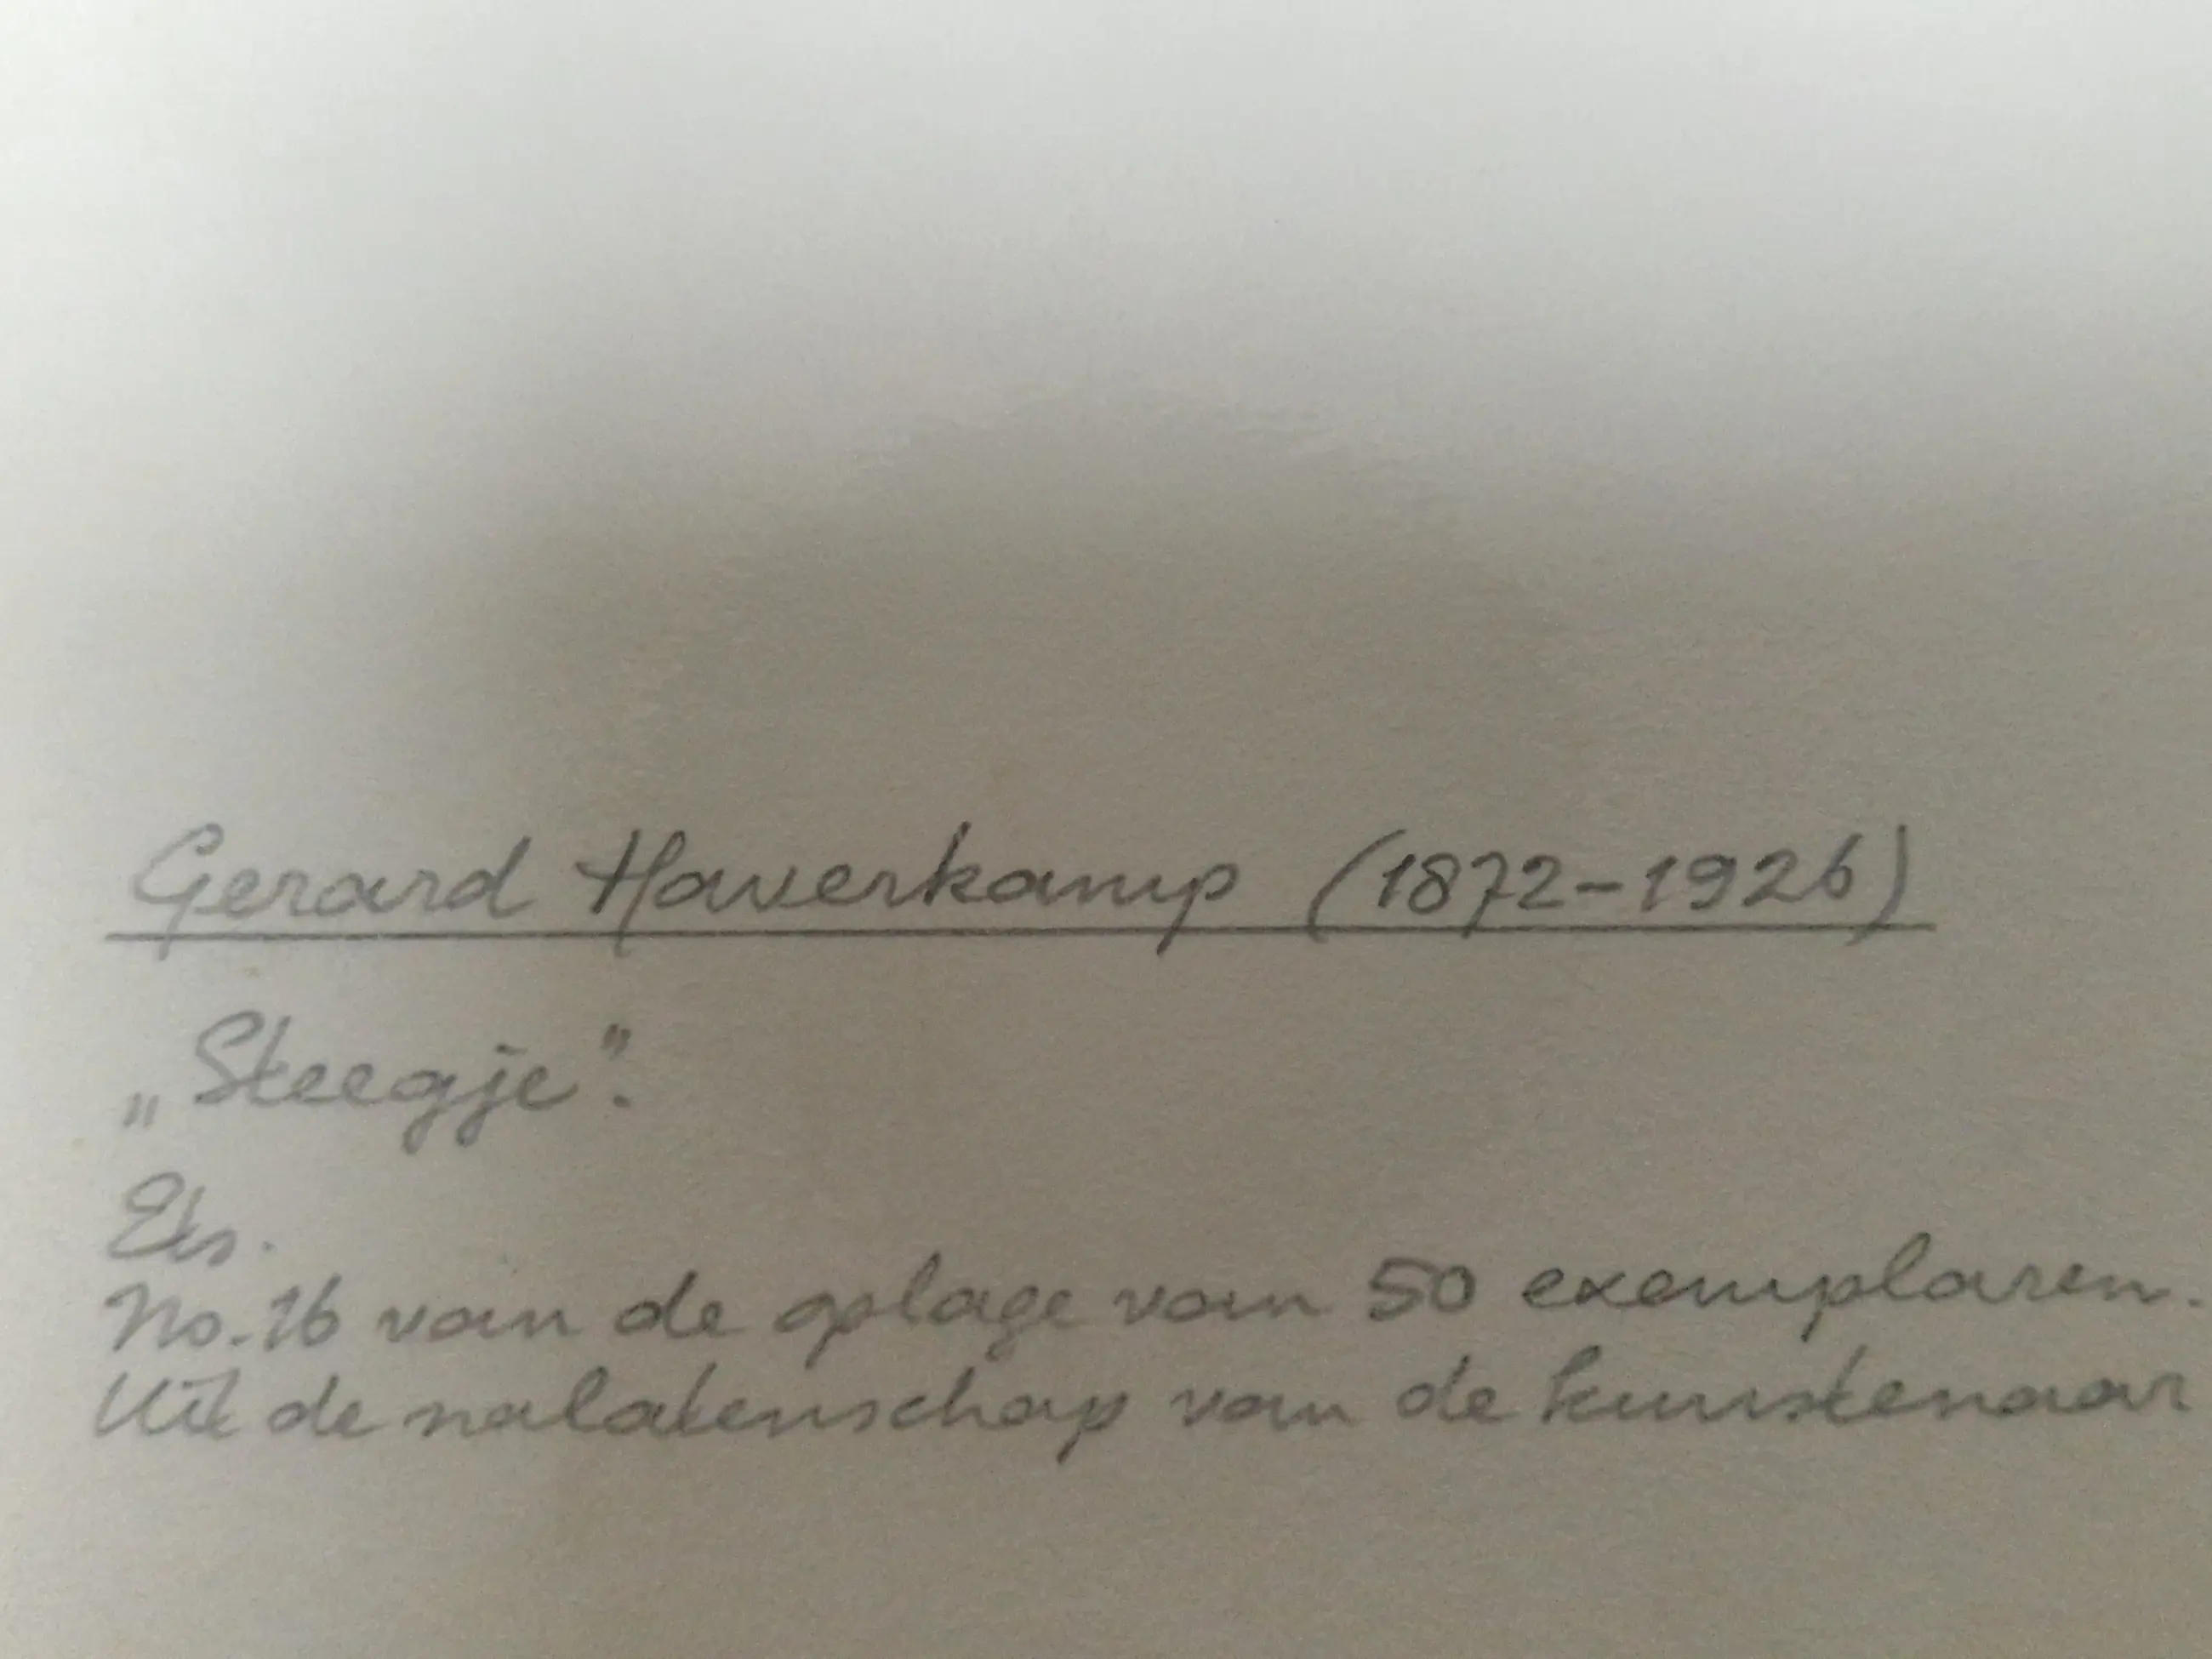 Gerard Haverkamp (1872-1926)
„Steegje".
Ets.
No. 16 van de oplage van 50 exemplaren.
Uit de nalatenschap van de kunstenaar